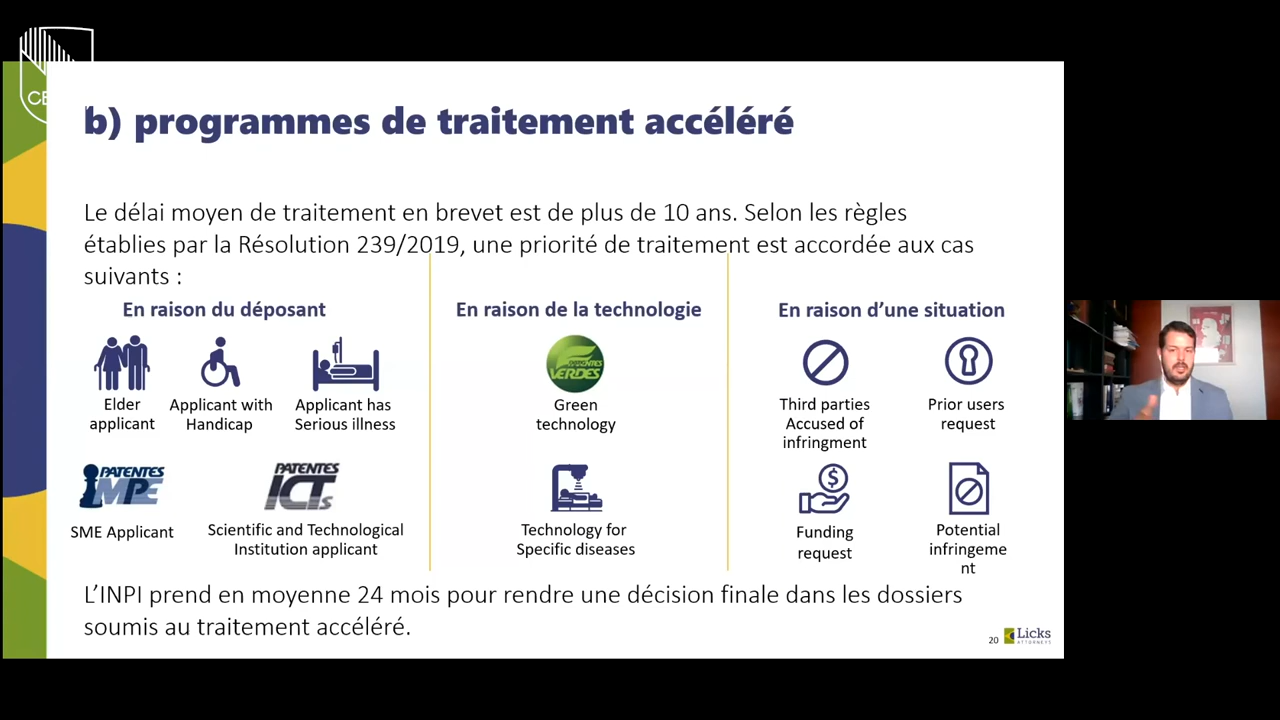 CE
b) programmes de traitement accéléré
Le délai moyen de traitement en brevet est de plus de 10 ans. Selon les règles
établies par la Résolution 239/2019, une priorité de traitement est accordée aux cas
suivants :
En raison du déposant
Elder
applicant
Applicant with
Handicap
Applicant has
Serious illness
PATENTES
MPE
SME Applicant
PATENTES
ICTs
Scientific and Technological
Institution applicant
En raison de la technologie
PATENTES
VERDES
Green
technology
Technology for
Specific diseases
En raison d’une situation
Third parties
Accused of
infringment
Prior users
request
Funding
request
Potential
infringeme
nt
L’INPI prend en moyenne 24 mois pour rendre une décision finale dans les dossiers
soumis au traitement accéléré.
20
Licks
ATTORNEYS